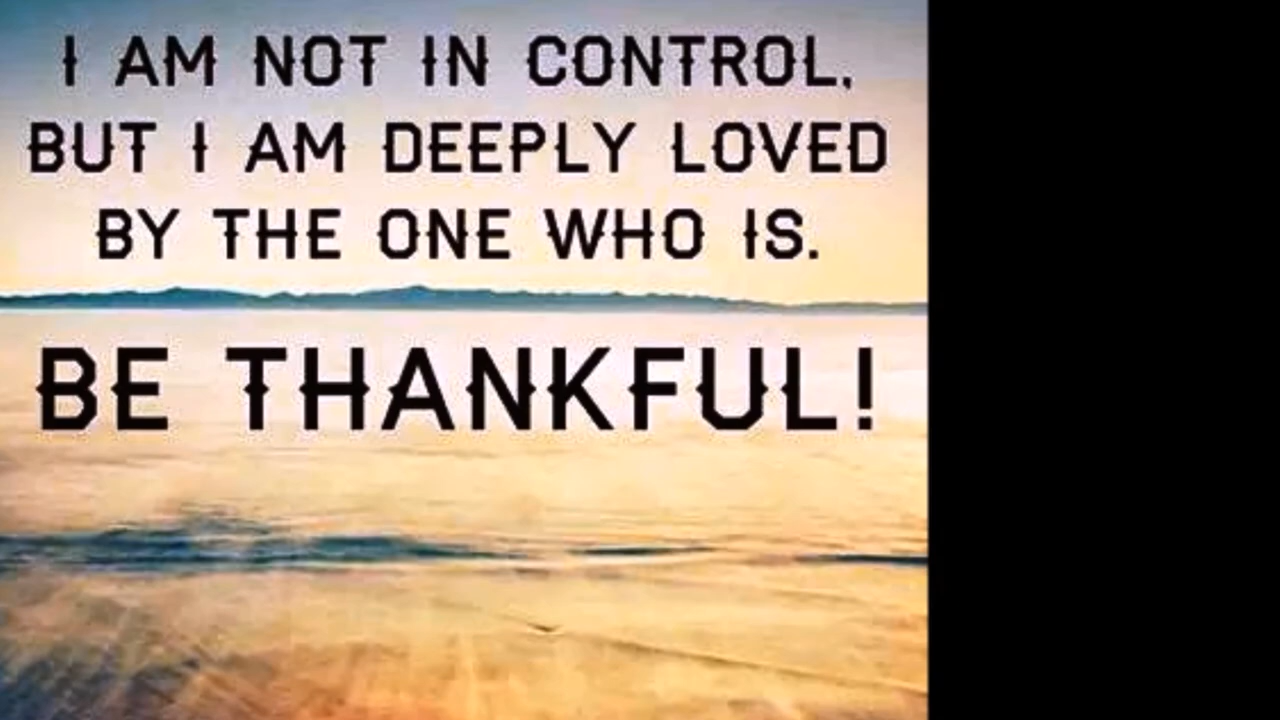 I AM NOT IN CONTROL,
BUT I AM DEEPLY LOVED
BY THE ONE WHO IS.
BE THANKFUL!